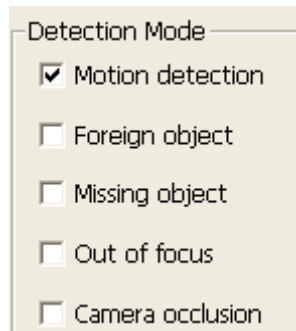 Detection Mode
Motion detection
Foreign object
Missing object
Out of focus
Camera occlusion